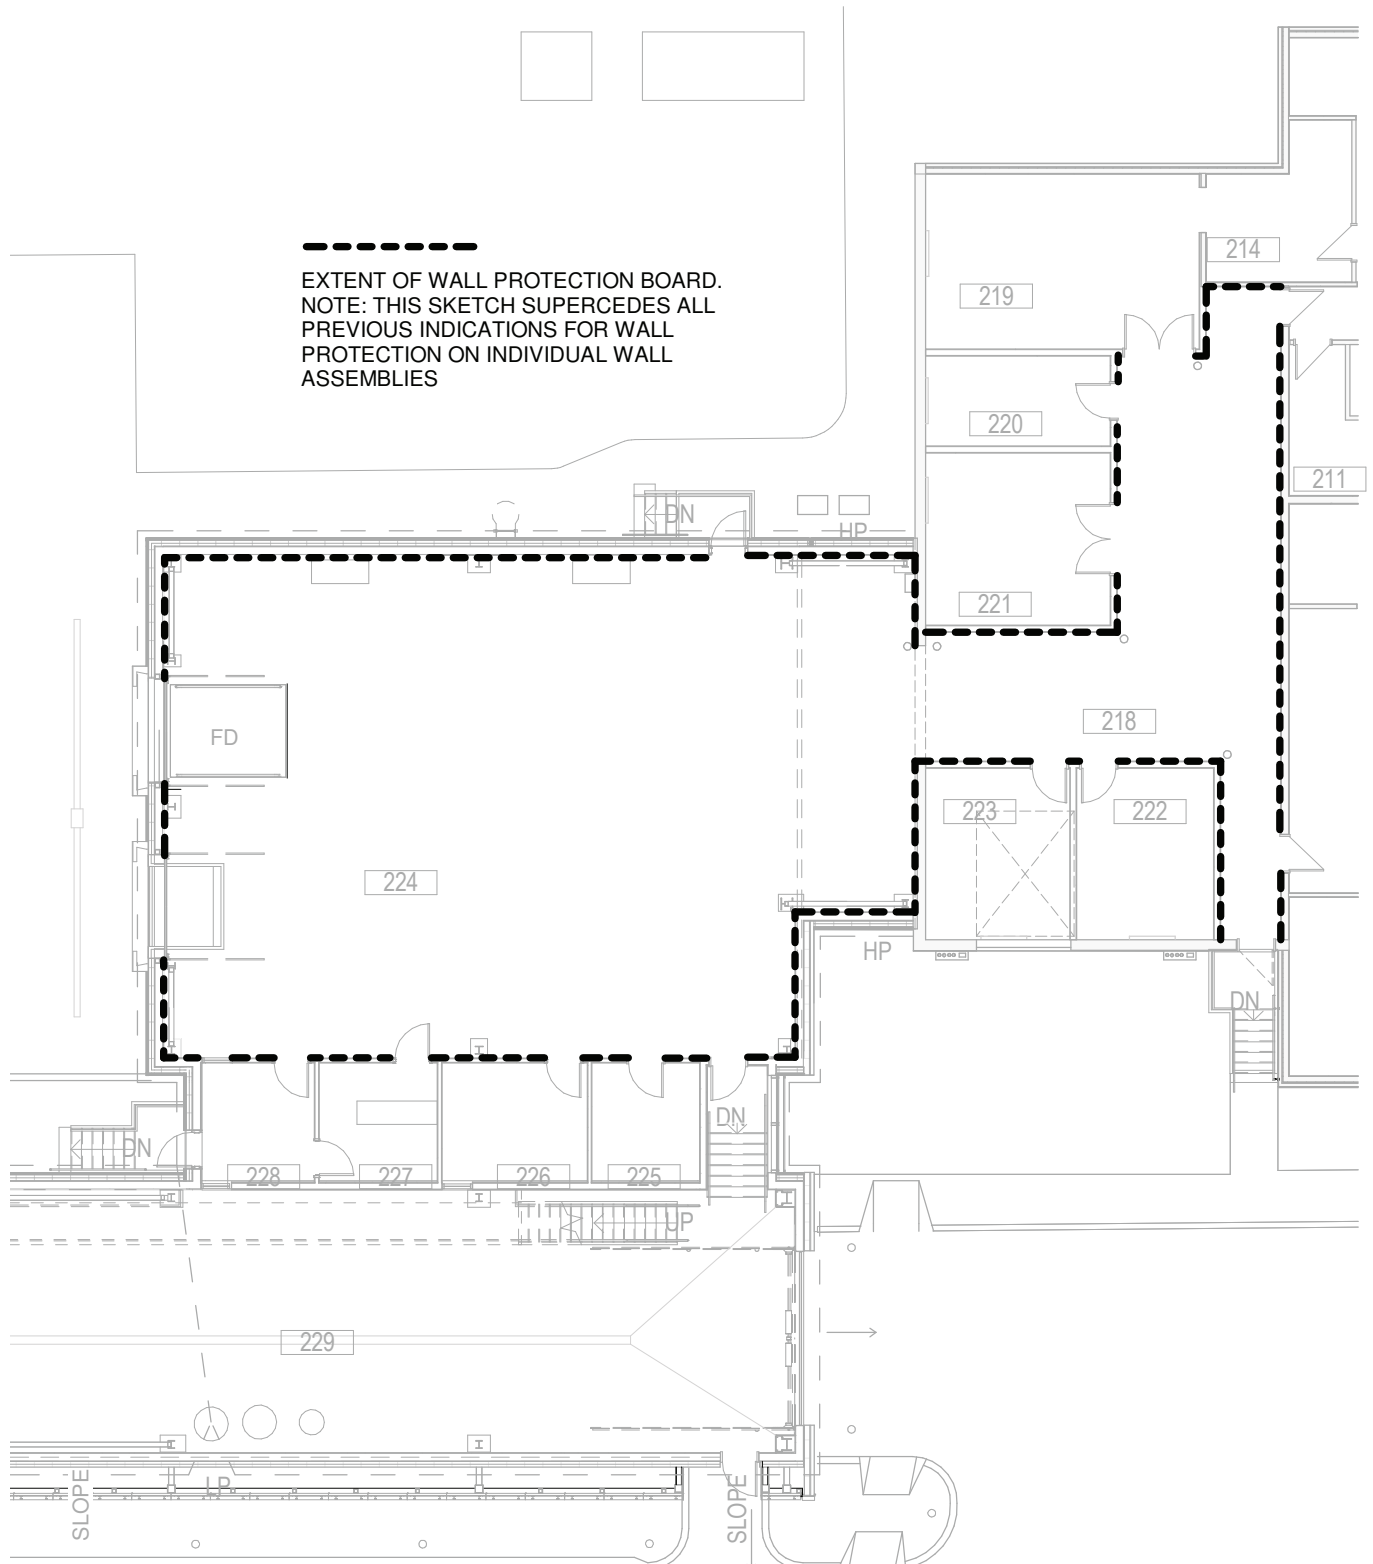 EXTENT OF WALL PROTECTION BOARD.
NOTE: THIS SKETCH SUPERCEDES ALL
PREVIOUS INDICATIONS FOR WALL
PROTECTION ON INDIVIDUAL WALL
ASSEMBLIES
214
219
220
211
DN
HP
221
218
FD
223
222
224
HP
DN
DN
DN
228
227
226
225
UP
229
LP
SLOPE
SLOPE